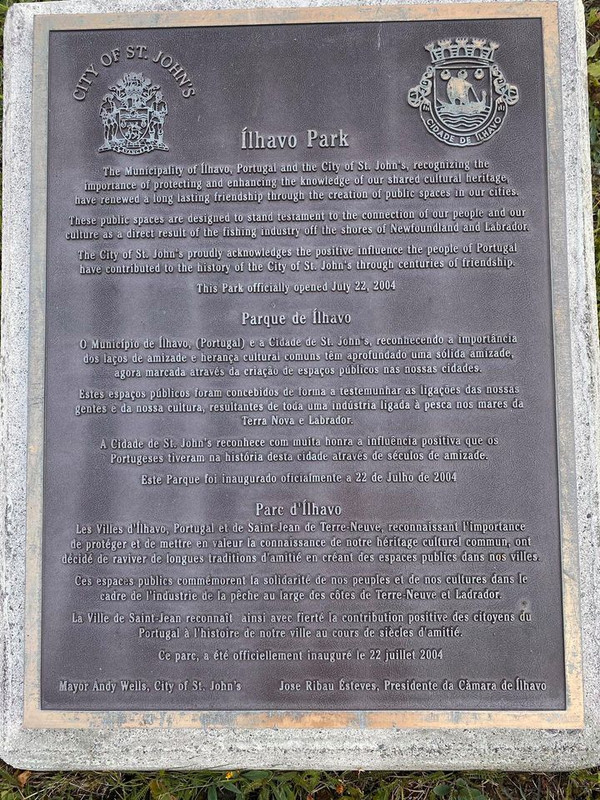 CITY OF ST. JOHN'S
CIDADE DE ÍLHAVO
Ílhavo Park
The Municipality of Ílhavo, Portugal and the City of St. John's, recognizing the
importance of protecting and enhancing the knowledge of our shared cultural heritage,
have renewed a long lasting friendship through the creation of public spaces in our cities.
These public spaces are designed to stand testament to the connection of our people and our
culture as a direct result of the fishing industry off the shores of Newfoundland and Labrador.
The City of St. John's proudly acknowledges the positive influence the people of Portugal
have contributed to the history of the City of St. John's through centuries of friendship.
This Park officially opened July 22, 2004
Parque de Ílhavo
O Município de Ílhavo, (Portugal) e a Cidade de St. John's, reconhecendo a importância
dos laços de amizade e herança cultural comuns têm aprofundado uma sólida amizade,
agora marcada através da criação de espaços públicos nas nossas cidades.
Estes espaços públicos foram concebidos de forma a testemunhar as ligações das nossas
gentes e da nossa cultura, resultantes de toda uma indústria ligada à pesca nos mares da
Terra Nova e Labrador.
A Cidade de St. John's reconhece com muita honra a influência positiva que os
Portugeses tiveram na história desta cidade através de séculos de amizade.
Este Parque foi inaugurado oficialmente a 22 de Julho de 2004
Parc d'Ílhavo
Les Villes d'Ílhavo, Portugal et de Saint-Jean de Terre-Neuve, reconnaissant l'importance
de protéger et de mettre en valeur la connaissance de notre héritage culturel commun, ont
décidé de raviver de longues traditions d'amitié en créant des espaces publics dans nos villes.
Ces espaces publics commémorent la solidarité de nos peuples et de nos cultures dans le
cadre de l'industrie de la pêche au large des côtes de Terre-Neuve et Ladrador.
La Ville de Saint-Jean reconnaît ainsi avec fierté la contribution positive des citoyens du
Portugal à l'histoire de notre ville au cours de siècles d'amitié.
Ce parc, a été officiellement inauguré le 22 juillet 2004
Mayor Andy Wells, City of St. John's
Jose Ribau Ésteves, Presidente da Câmara de Ílhavo